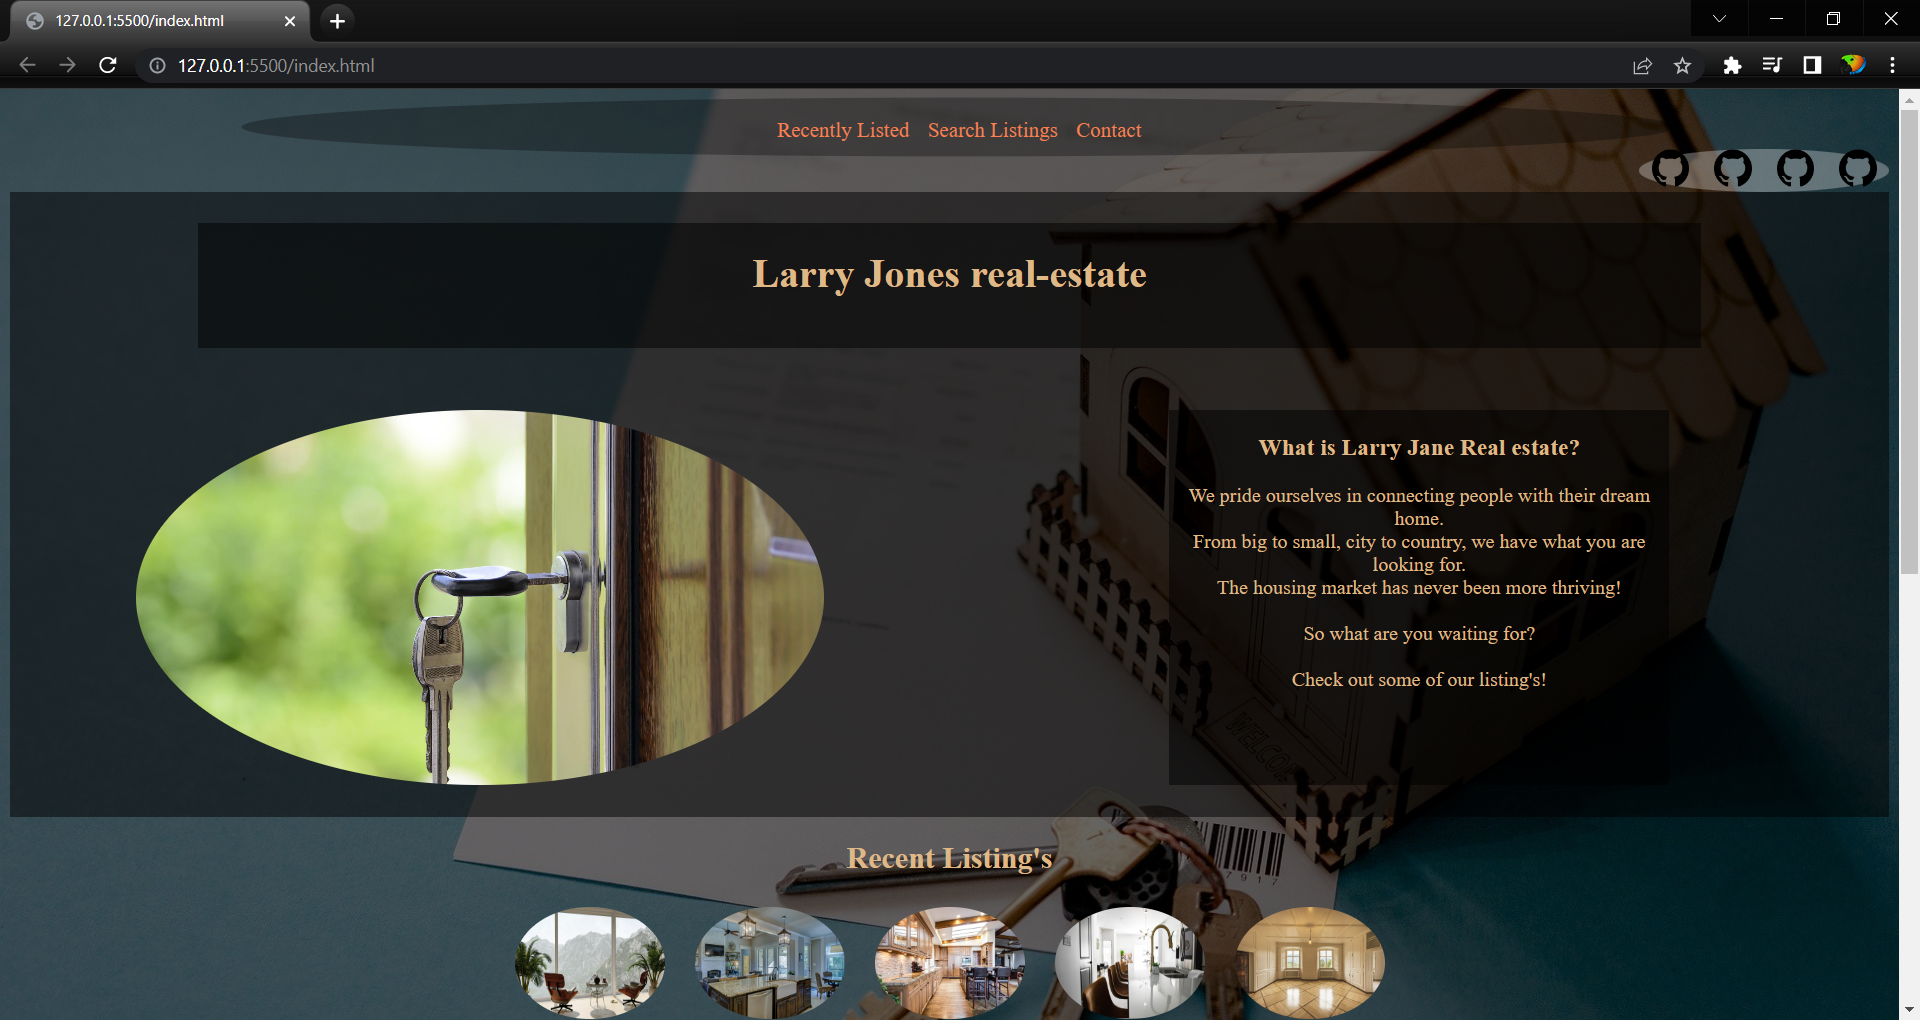 127.0.0.1:5500/index.html
127.0.0.1:5500/index.html
Recently Listed Search Listings Contact
Larry Jones real-estate
What is Larry Jane Real estate?
We pride ourselves in connecting people with their dream
home.
From big to small, city to country, we have what you are
looking for.
The housing market has never been more thriving!
So what are you waiting for?
Check out some of our listing's!
WELCOME
7917
Recent Listing's